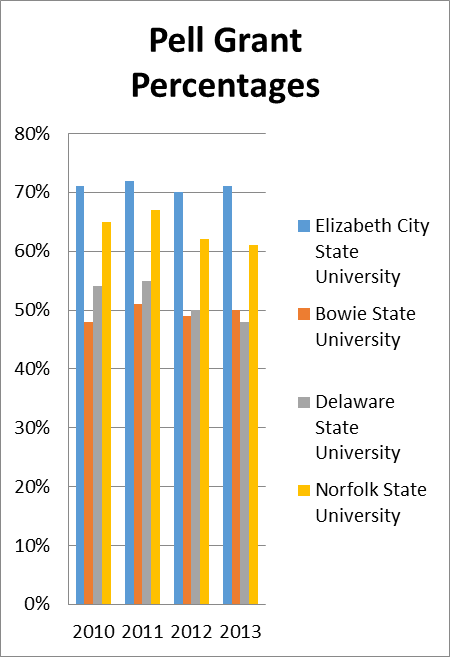 Pell Grant
Percentages
80%
70%
60%
50%
40%
30%
20%
10%
0%
2010 2011 2012 2013
Elizabeth City
State
University
Bowie State
University
Delaware
State
University
Norfolk State
University